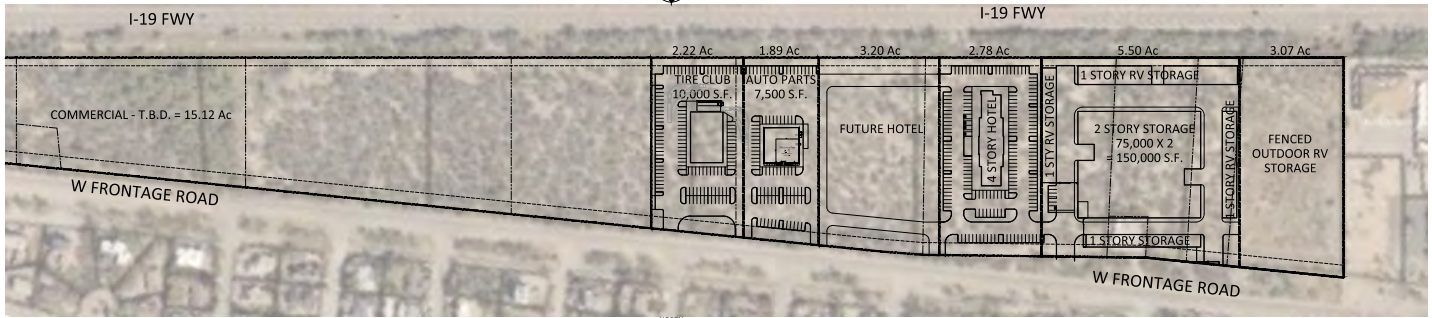 I-19 FWY
I-19 FWY
2.22 Ac
1.89 Ac
3.20 Ac
2.78 Ac
5.50 Ac
3.07 Ac
COMMERCIAL - T.B.D. = 15.12 Ac
TIRE CLUB
10,000 S.F.
AUTO PARTS
7,500 S.F.
FUTURE HOTEL
4 STORY HOTEL
1 STY RV STORAGE
1 STORY RV STORAGE
2 STORY STORAGE
75,000 X 2
= 150,000 S.F.
1 STORY RV STORAGE
1 STORY STORAGE
FENCED
OUTDOOR RV
STORAGE
W FRONTAGE ROAD
W FRONTAGE ROAD